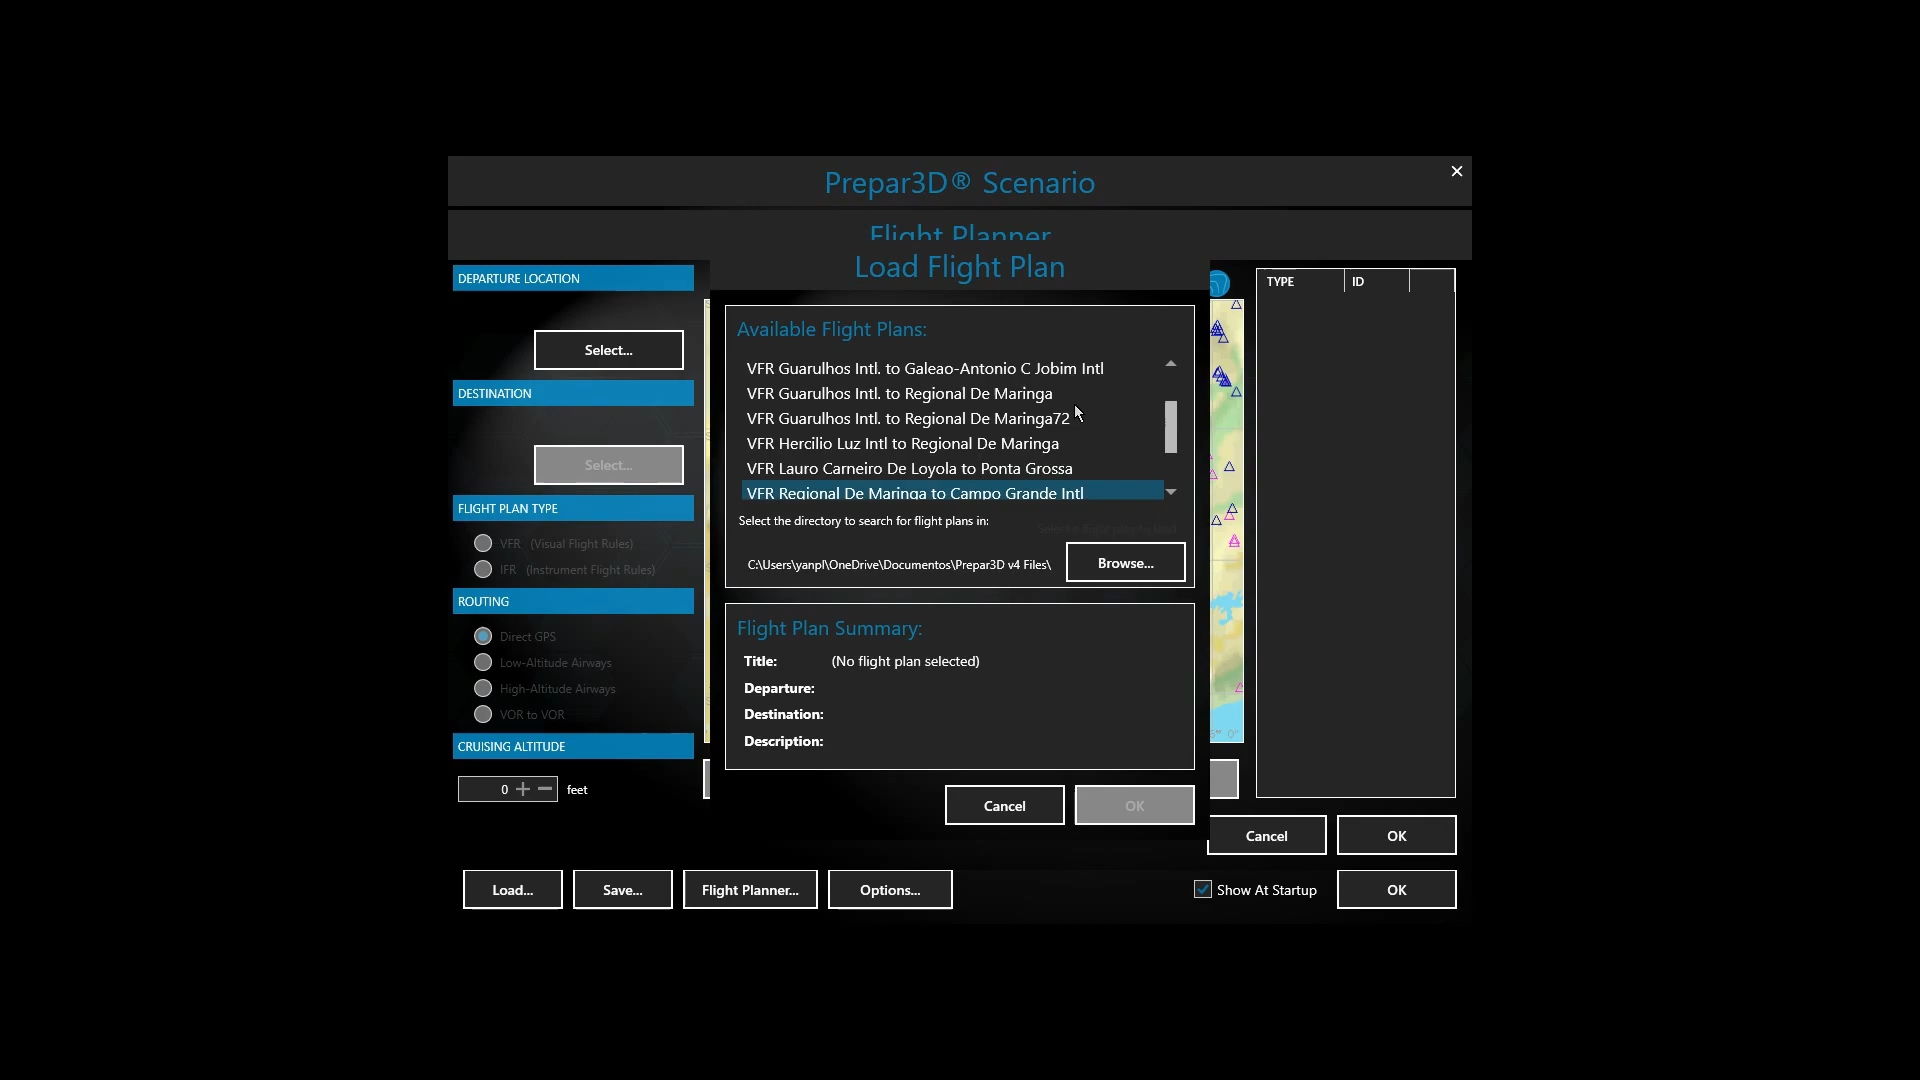 Prepar3D® Scenario
Flight Planner
Load Flight Plan
DEPARTURE LOCATION
Select...
DESTINATION
Select...
FLIGHT PLAN TYPE
VFR (Visual Flight Rules)
IFR (Instrument Flight Rules)
ROUTING
Direct GPS
Low-Altitude Airways
High-Altitude Airways
VOR to VOR
CRUISING ALTITUDE
0 feet
Available Flight Plans:
VFR Guarulhos Intl. to Galeao-Antonio C Jobim Intl
VFR Guarulhos Intl. to Regional De Maringa
VFR Guarulhos Intl. to Regional De Maringa72
VFR Hercilio Luz Intl to Regional De Maringa
VFR Lauro Carneiro De Loyola to Ponta Grossa
VFR Regional De Maringa to Campo Grande Intl
Select the directory to search for flight plans in:
C:\Users\yanpl\OneDrive\Documentos\Prepar3D v4 Files\
Browse...
Flight Plan Summary:
Title: (No flight plan selected)
Departure:
Destination:
Description:
Cancel OK
TYPE ID
Cancel OK
Load... Save... Flight Planner... Options... Show At Startup OK